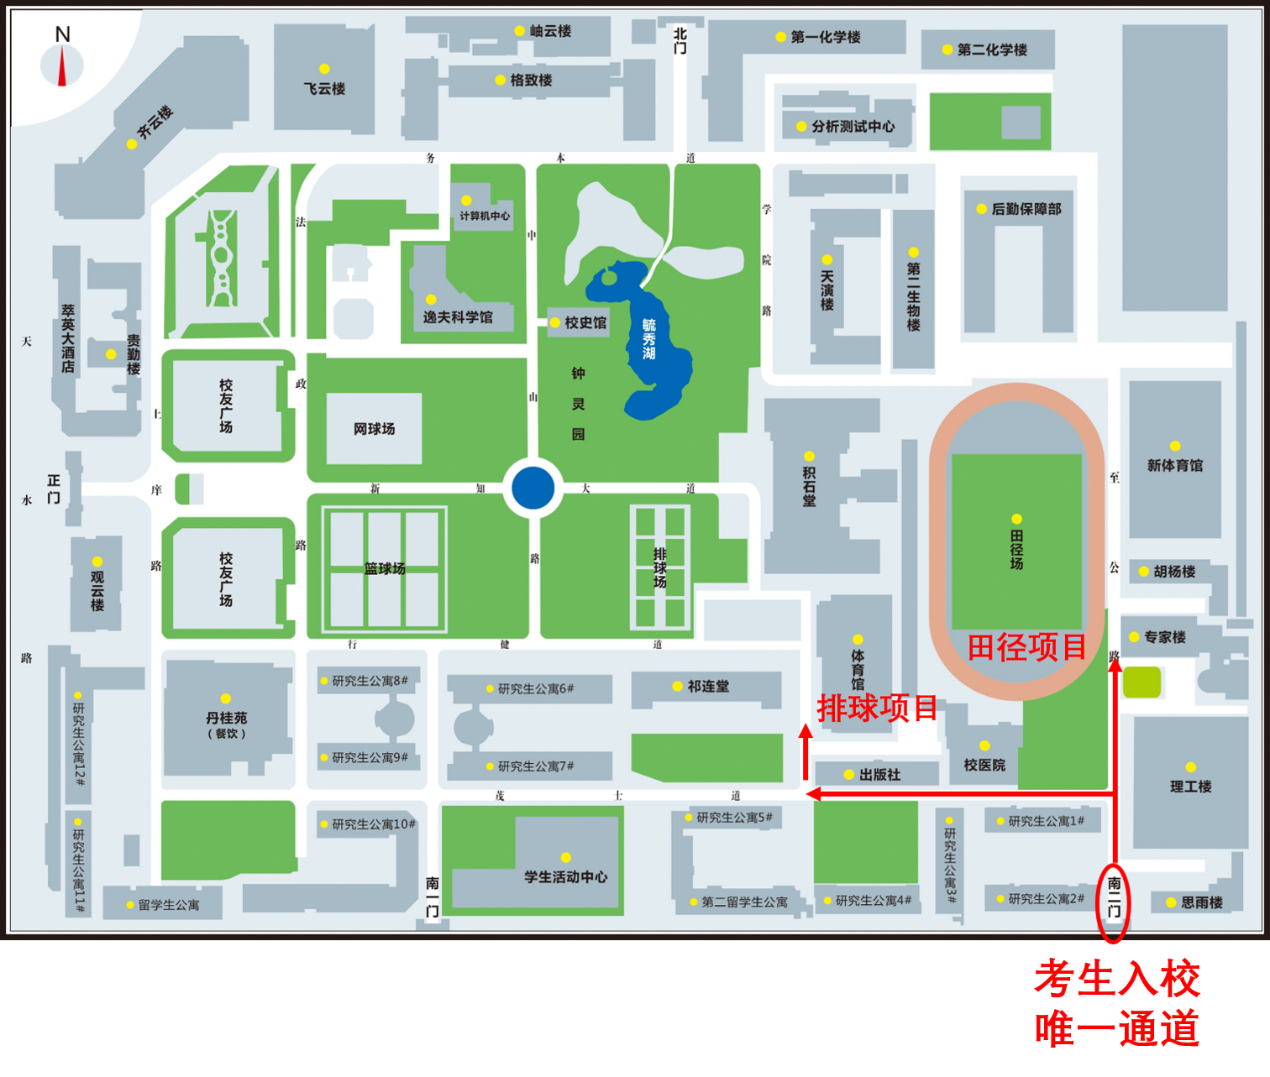 N
北门
岫云楼
第一化学楼
第二化学楼
格致楼
飞云楼
齐云楼
分析测试中心
务本道
计算机中心
后勤保障部
法政路
中山路
学院路
天演楼
第二生物楼
逸夫科学馆
校史馆
毓秀湖
萃英大酒店
贵勤楼
天水路
上庠路
校友广场
网球场
钟灵园
积石堂
新体育馆
至公路
正门
新知大道
田径场
观云楼
校友广场
篮球场
排球场
胡杨楼
专家楼
行健道
体育馆
田径项目
研究生公寓8#
研究生公寓6#
祁连堂
丹桂苑
(餐饮)
排球项目
研究生公寓12#
研究生公寓9#
研究生公寓7#
校医院
出版社
理工楼
茂士道
研究生公寓11#
研究生公寓10#
研究生公寓5#
研究生公寓3#
研究生公寓1#
学生活动中心
南一门
南二门
留学生公寓
第二留学生公寓
研究生公寓4#
研究生公寓2#
思雨楼
考生入校
唯一通道